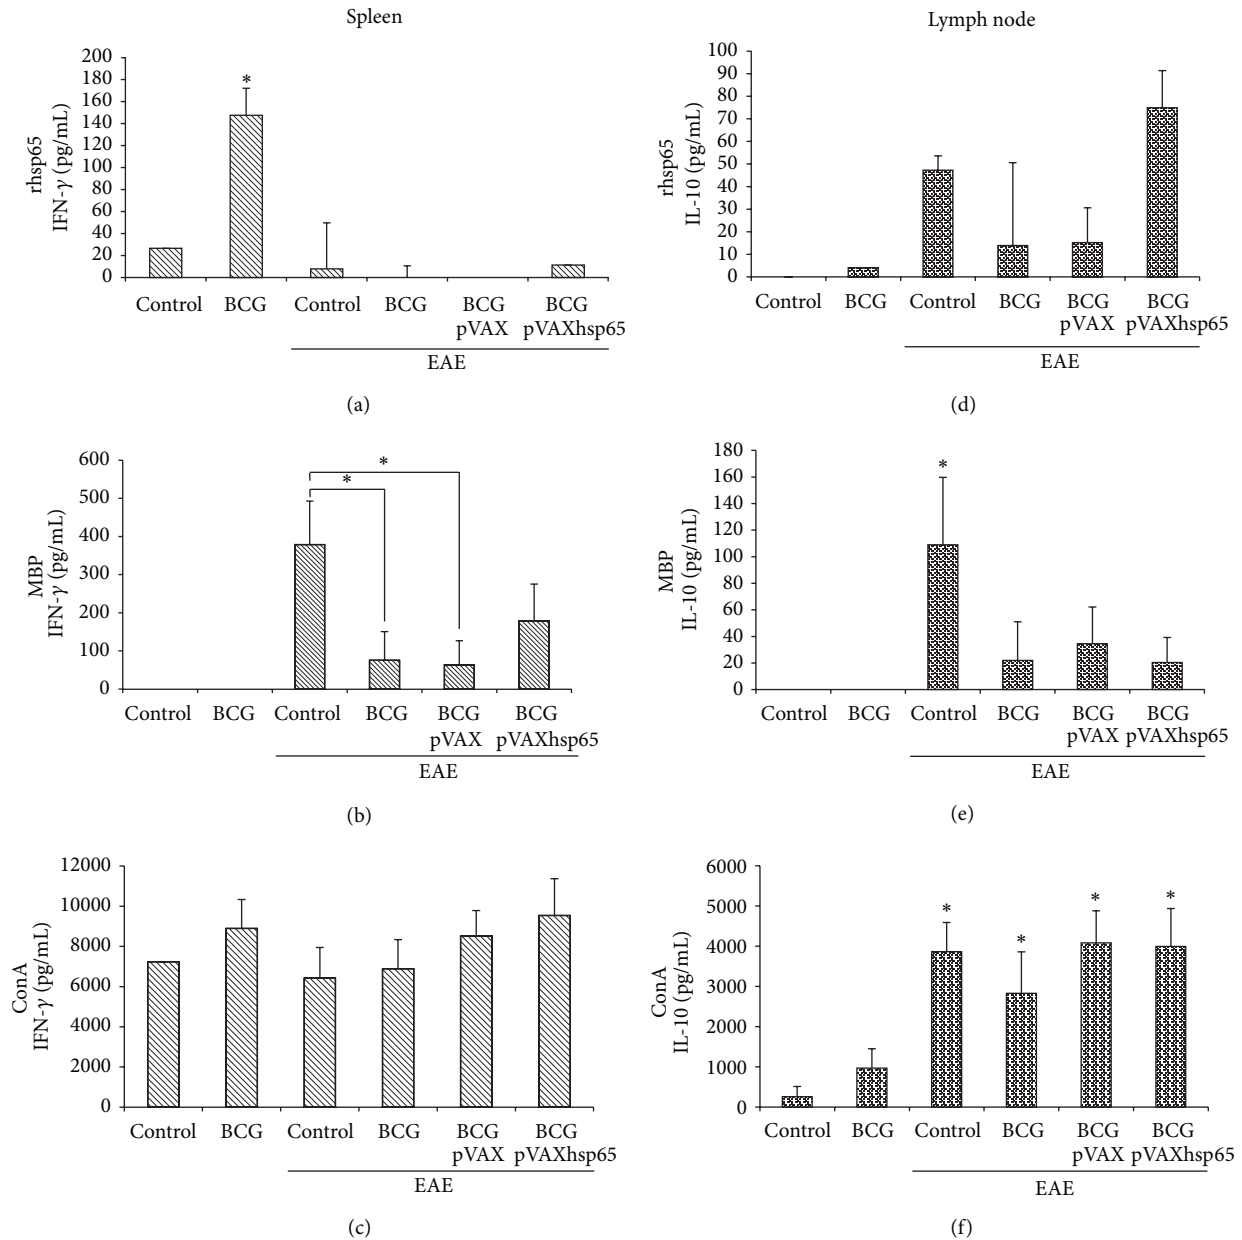 Spleen
rhsp65
IFN-γ (pg/mL)
200
180
160
140
120
100
80
60
40
20
0
*
Control BCG Control BCG BCG BCG
pVAX pVAXhsp65
EAE
(a)
Lymph node
rhsp65
IL-10 (pg/mL)
100
90
80
70
60
50
40
30
20
10
0
Control BCG Control BCG BCG BCG
pVAX pVAXhsp65
EAE
(d)
MBP
IFN-γ (pg/mL)
600
500
400
300
200
100
0
*
*
Control BCG Control BCG BCG BCG
pVAX pVAXhsp65
EAE
(b)
MBP
IL-10 (pg/mL)
180
160
140
120
100
80
60
40
20
0
*
Control BCG Control BCG BCG BCG
pVAX pVAXhsp65
EAE
(e)
ConA
IFN-γ (pg/mL)
12000
10000
8000
6000
4000
2000
0
Control BCG Control BCG BCG BCG
pVAX pVAXhsp65
EAE
(c)
ConA
IL-10 (pg/mL)
6000
5000
4000
3000
2000
1000
0
* * * *
Control BCG Control BCG BCG BCG
pVAX pVAXhsp65
EAE
(f)